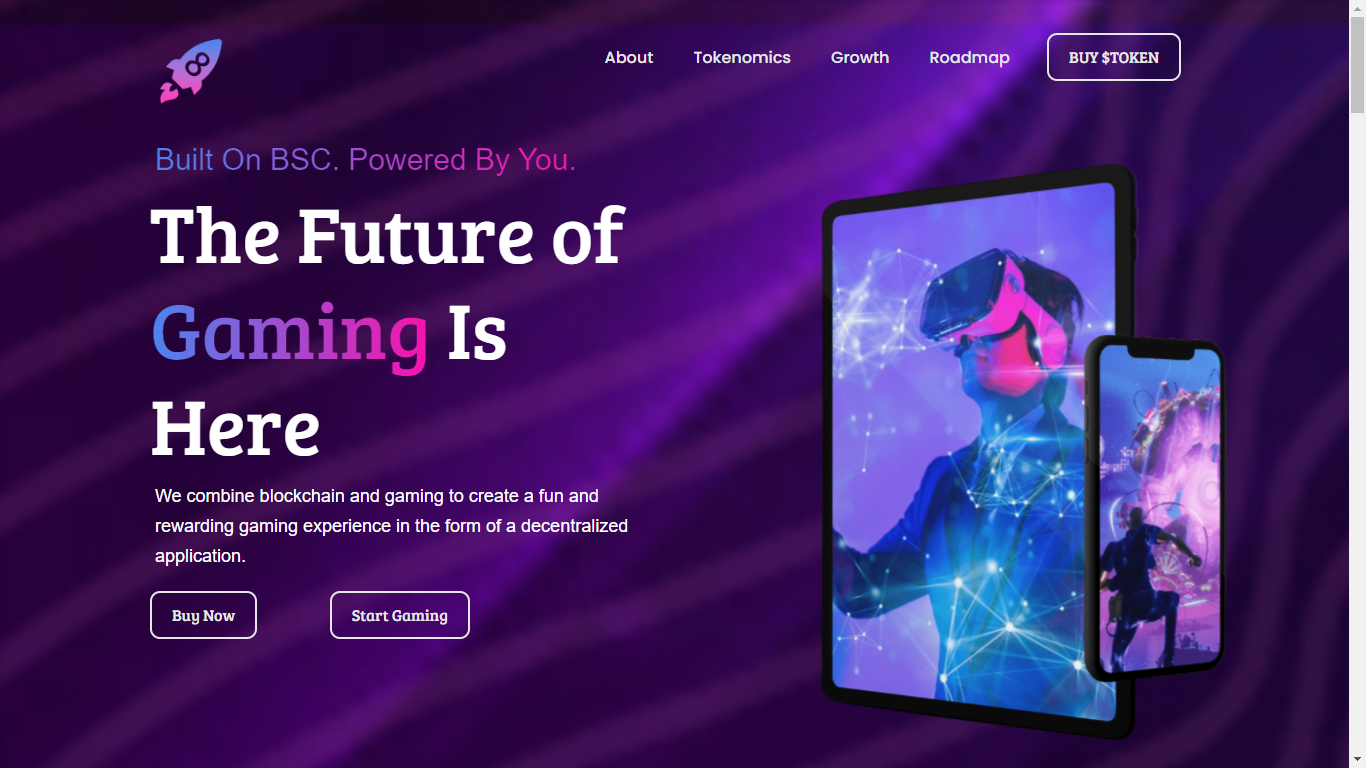 About Tokenomics Growth Roadmap BUY $TOKEN
Built On BSC. Powered By You.
The Future of
Gaming Is
Here
We combine blockchain and gaming to create a fun and
rewarding gaming experience in the form of a decentralized
application.
Buy Now Start Gaming